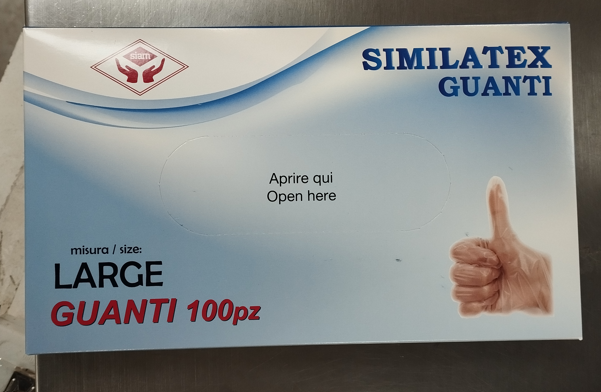 SIMILATEX
GUANTI
Aprire qui
Open here
misura / size:
LARGE
GUANTI 100pz